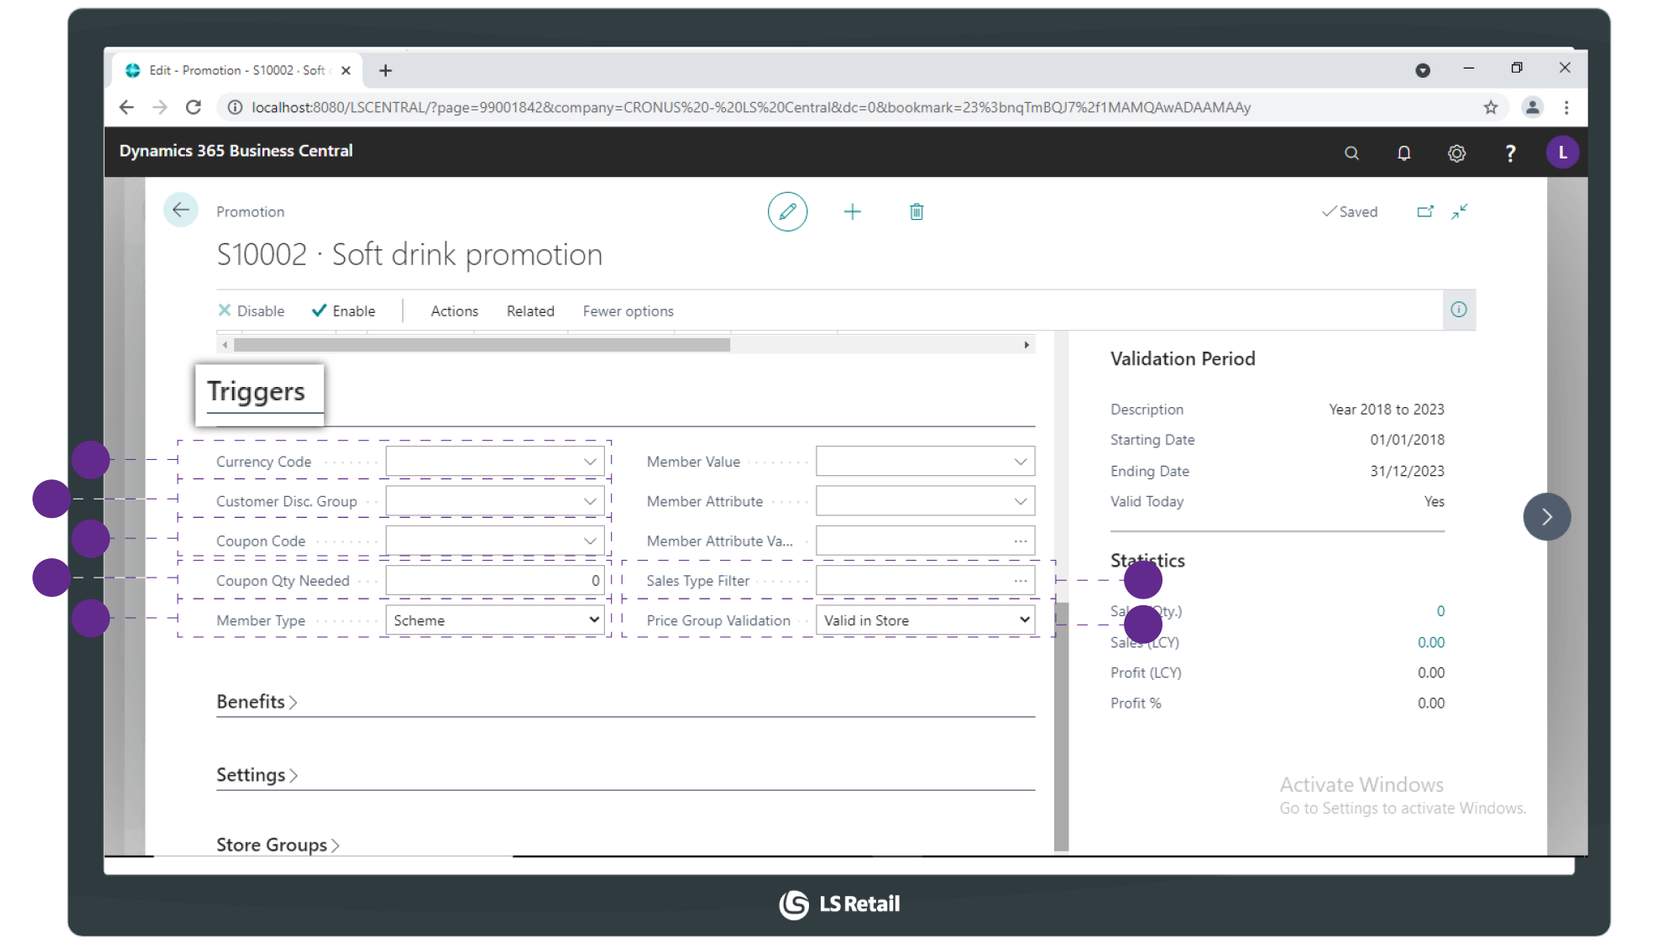 Edit - Promotion - S10002 · Soft
localhost:8080/LSCENTRAL/?page=99001842&company=CRONUS%20-%20LS%20Central&dc=0&bookmark=23%3bnqTmBQJ7%2f1MAMQAwADAAMAAy
Dynamics 365 Business Central
?
L
Promotion
Saved
S10002 · Soft drink promotion
Disable
Enable
Actions
Related
Fewer options
Triggers
Currency Code
Customer Disc. Group
Coupon Code
Coupon Qty Needed 0
Member Type Scheme
Member Value
Member Attribute
Member Attribute Va...
Sales Type Filter
Price Group Validation Valid in Store
Benefits
Settings
Store Groups
Validation Period
Description Year 2018 to 2023
Starting Date 01/01/2018
Ending Date 31/12/2023
Valid Today Yes
Statistics
Qty.) 0
Sales (LCY) 0.00
Profit (LCY) 0.00
Profit % 0.00
Activate Windows
Go to Settings to activate Windows.
LS Retail